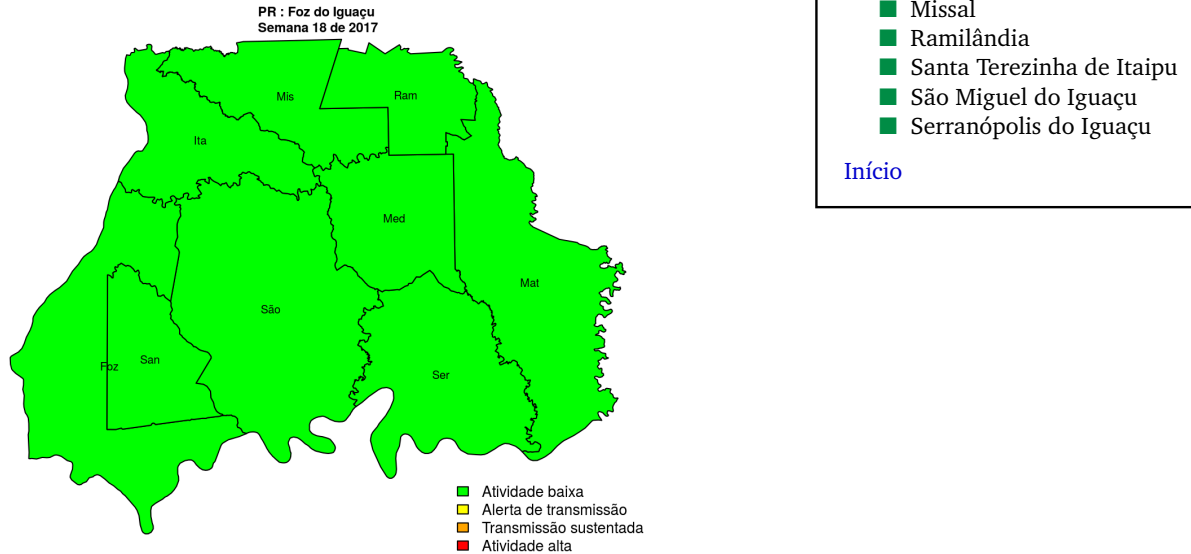 PR : Foz do Iguaçu
Semana 18 de 2017
Mis
Ram
Ita
Med
Mat
São
Foz
San
Ser
Atividade baixa
Alerta de transmissão
Transmissão sustentada
Atividade alta
Missal
Ramilândia
Santa Terezinha de Itaipu
São Miguel do Iguaçu
Serranópolis do Iguaçu
Início